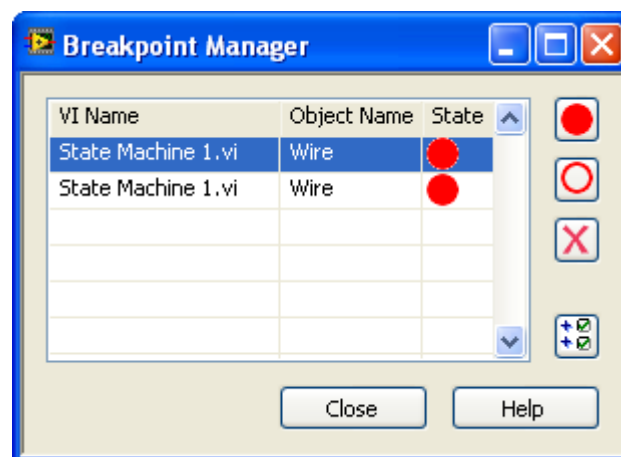 Breakpoint Manager
VI Name Object Name State
State Machine 1.vi Wire
State Machine 1.vi Wire
Close Help